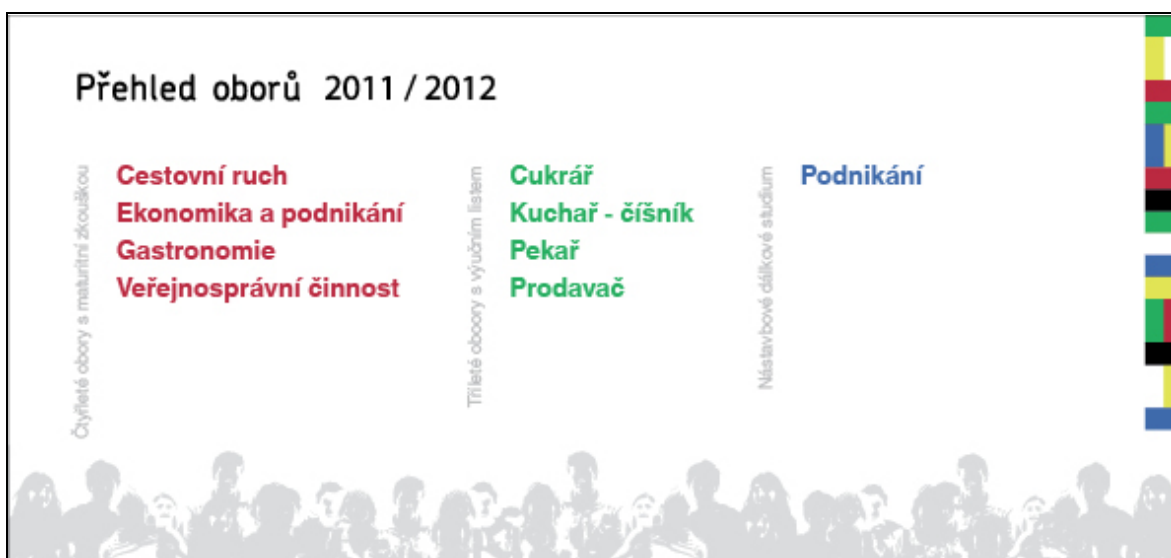 Přehled oborů 2011 / 2012
Čtyřleté obory s maturitní zkouškou
Cestovní ruch
Ekonomika a podnikání
Gastronomie
Veřejnosprávní činnost
Tříleté oboory s výučním listem
Cukrář
Kuchař - číšník
Pekař
Prodavač
Nástavbové dálkové studium
Podnikání